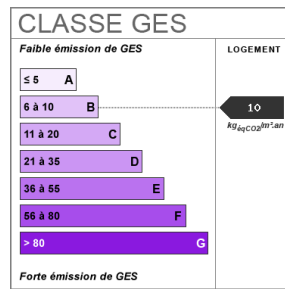 CLASSE GES
Faible émission de GES
LOGEMENT
≤ 5 A
6 à 10 B
10
kgéqCO2/m².an
11 à 20 C
21 à 35 D
36 à 55 E
56 à 80 F
> 80 G
Forte émission de GES